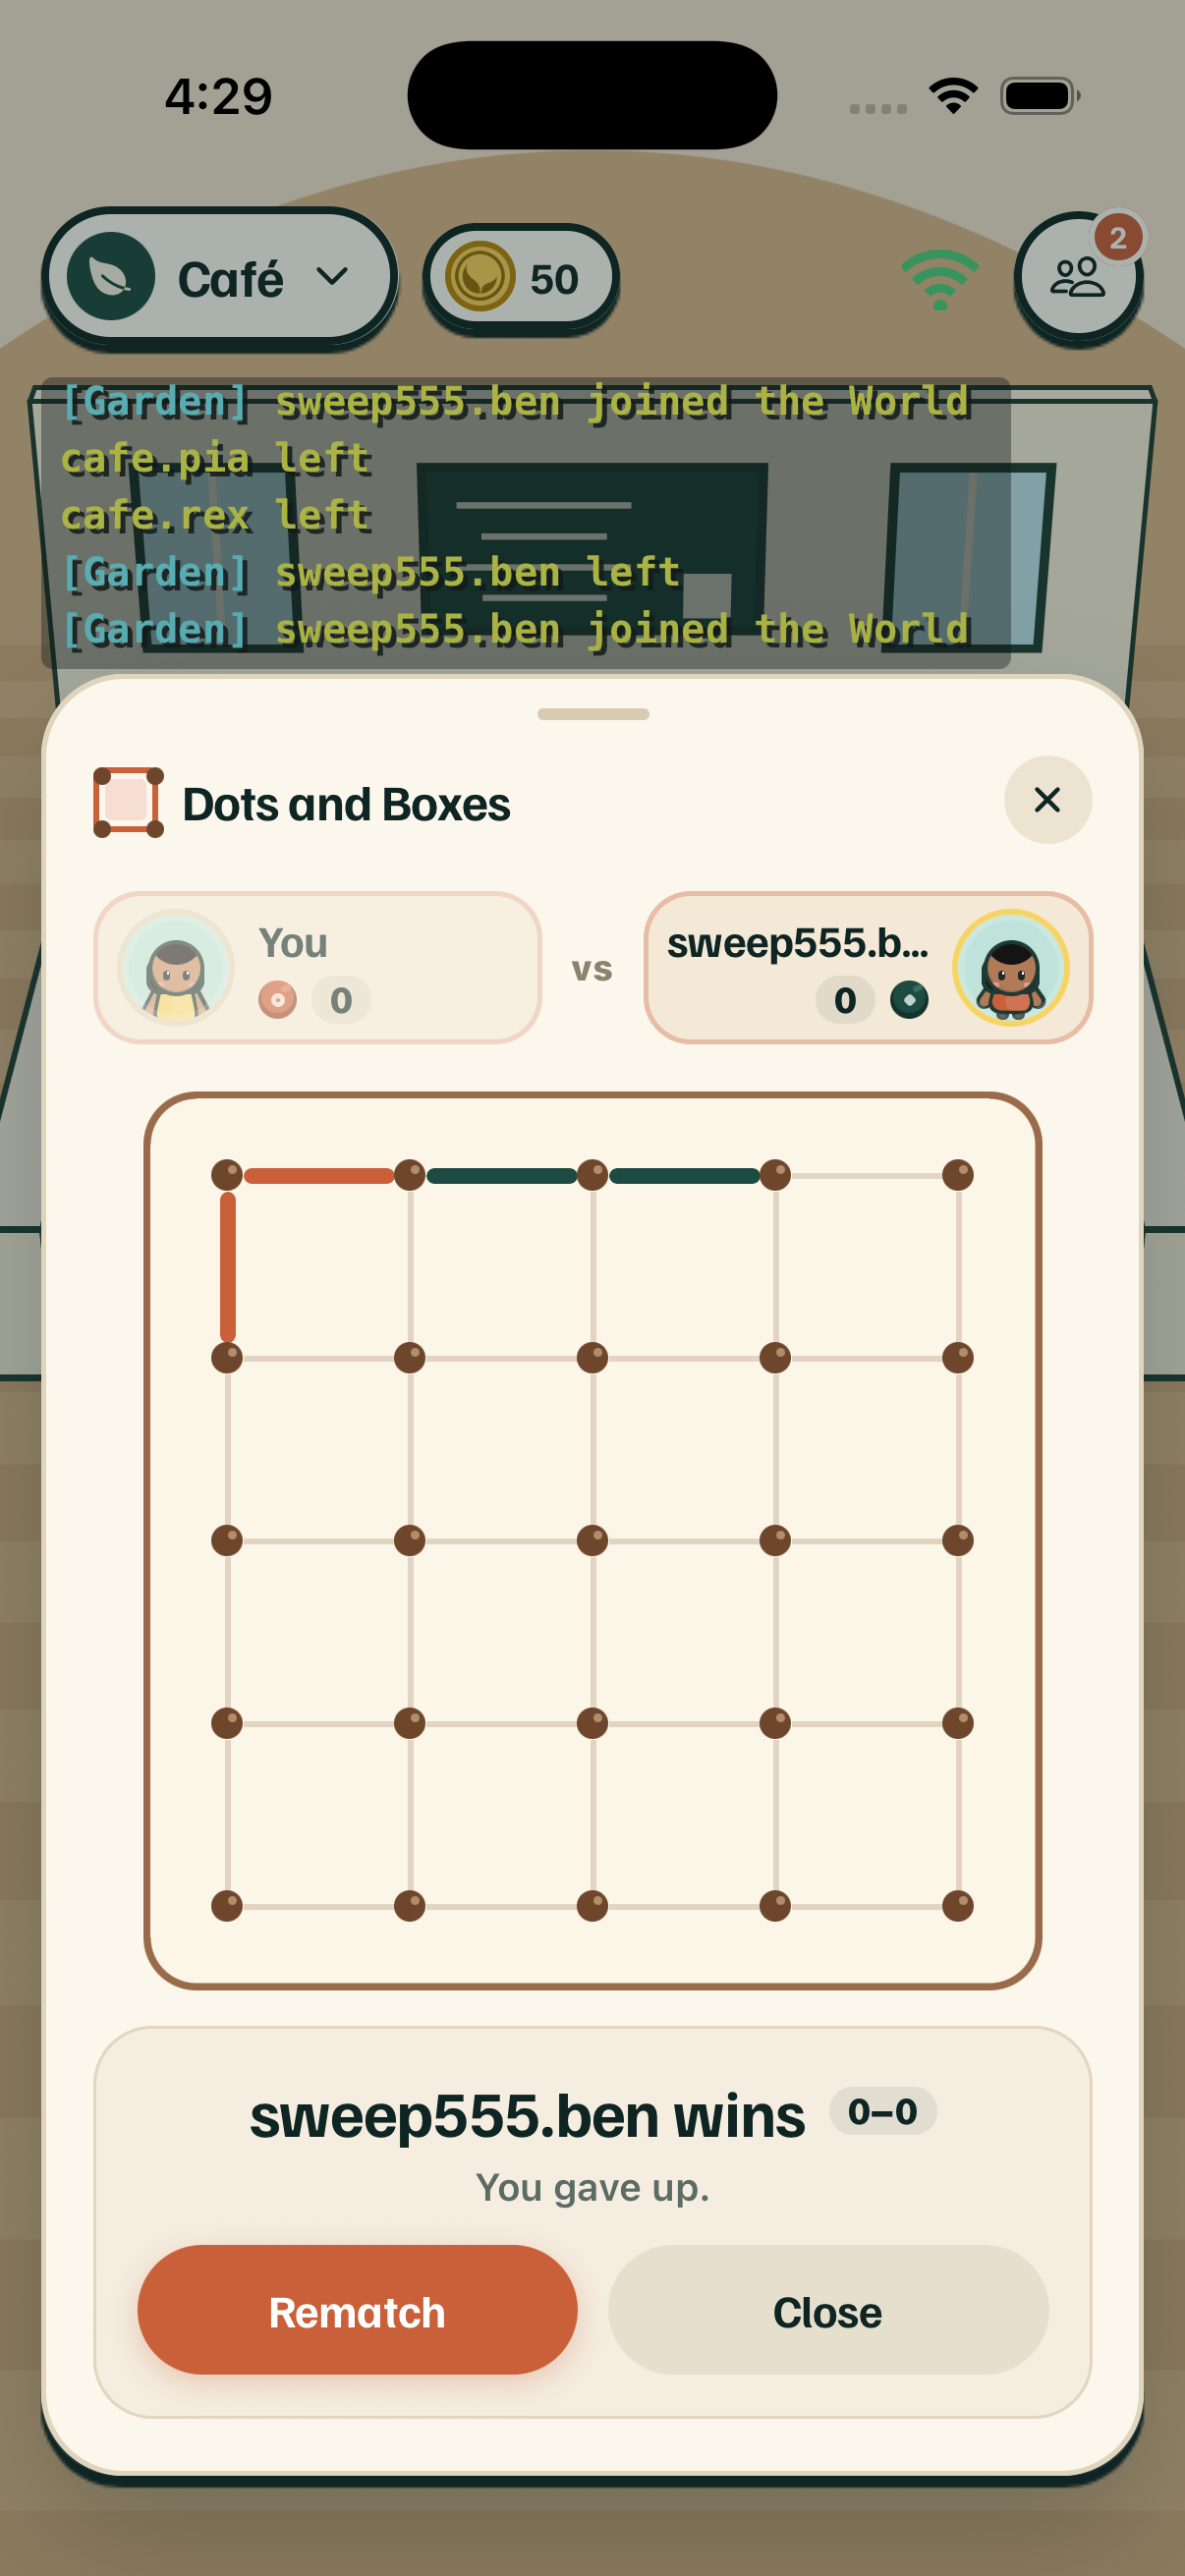 4:29
Café
50
2
[Garden] sweep555.ben joined the World
cafe.pia left
cafe.rex left
[Garden] sweep555.ben left
[Garden] sweep555.ben joined the World
Dots and Boxes
You
0
vs
sweep555.b...
0
sweep555.ben wins 0–0
You gave up.
Rematch
Close